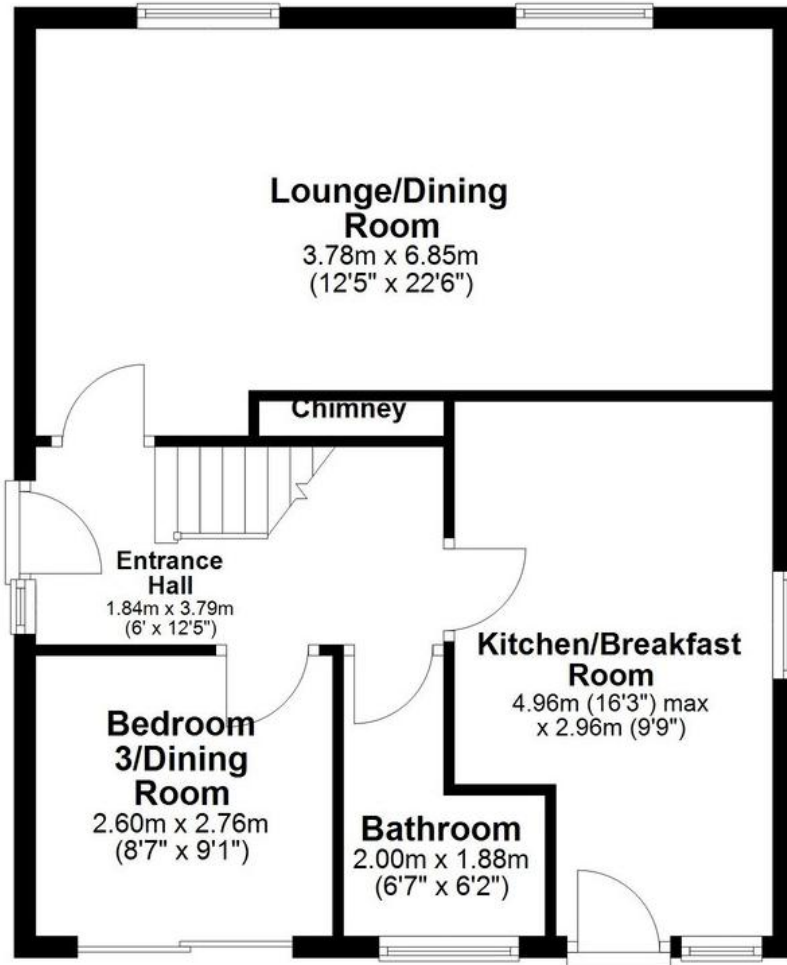 Lounge/Dining
Room
3.78m x 6.85m
(12'5" x 22'6")
Chimney
Entrance
Hall
1.84m x 3.79m
(6' x 12'5")
Kitchen/Breakfast
Room
4.96m (16'3") max
x 2.96m (9'9")
Bedroom
3/Dining
Room
2.60m x 2.76m
(8'7" x 9'1")
Bathroom
2.00m x 1.88m
(6'7" x 6'2")